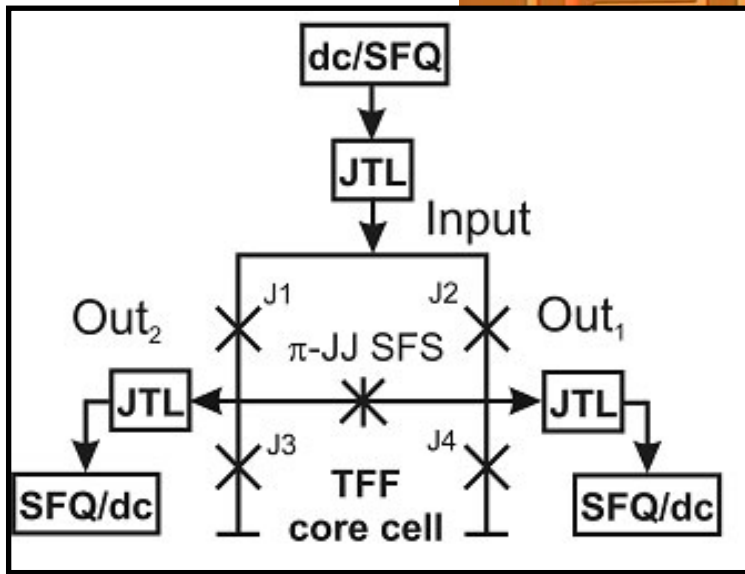 dc/SFQ
JTL
Input
J1
J2
Out₂
π-JJ SFS
Out₁
JTL
JTL
J3
J4
SFQ/dc
TFF
core cell
SFQ/dc